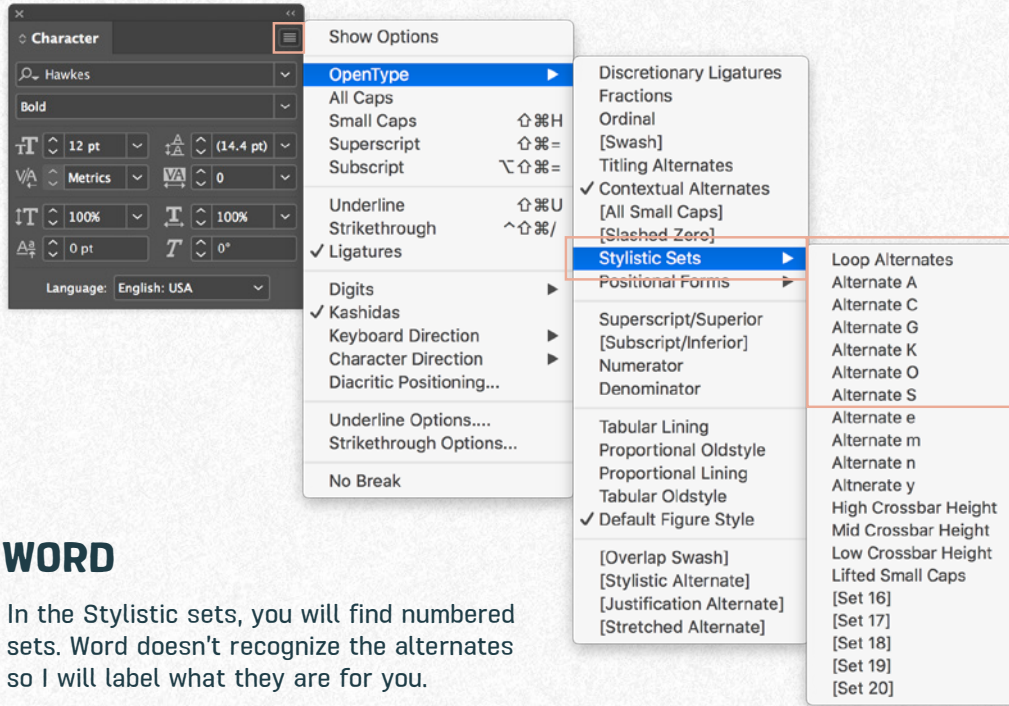 Character
Hawkes
Bold
12 pt
(14.4 pt)
Metrics
0
100%
100%
0 pt
0°
Language: English: USA
Show Options
OpenType
All Caps
Small Caps ⇧⌘H
Superscript ⇧⌘=
Subscript ⌥⇧⌘=
Underline ⇧⌘U
Strikethrough ^⇧⌘/
✓ Ligatures
Digits
✓ Kashidas
Keyboard Direction
Character Direction
Diacritic Positioning...
Underline Options....
Strikethrough Options...
No Break
Discretionary Ligatures
Fractions
Ordinal
[Swash]
Titling Alternates
✓ Contextual Alternates
[All Small Caps]
[Slashed Zero]
Stylistic Sets
Positional Forms
Superscript/Superior
[Subscript/Inferior]
Numerator
Denominator
Tabular Lining
Proportional Oldstyle
Proportional Lining
Tabular Oldstyle
✓ Default Figure Style
[Overlap Swash]
[Stylistic Alternate]
[Justification Alternate]
[Stretched Alternate]
Loop Alternates
Alternate A
Alternate C
Alternate G
Alternate K
Alternate O
Alternate S
Alternate e
Alternate m
Alternate n
Altnerate y
High Crossbar Height
Mid Crossbar Height
Low Crossbar Height
Lifted Small Caps
[Set 16]
[Set 17]
[Set 18]
[Set 19]
[Set 20]
WORD
In the Stylistic sets, you will find numbered
sets. Word doesn't recognize the alternates
so I will label what they are for you.